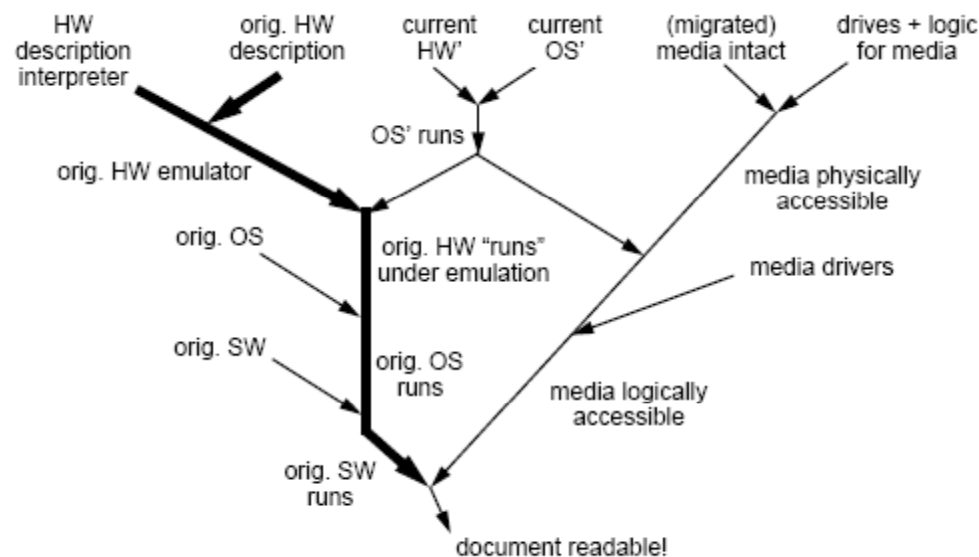 HW
description
interpreter
orig. HW
description
current
HW'
current
OS'
(migrated)
media intact
drives + logic
for media
OS' runs
orig. HW emulator
media physically
accessible
orig. OS
orig. HW “runs”
under emulation
media drivers
orig. SW
orig. OS
runs
media logically
accessible
orig. SW
runs
document readable!